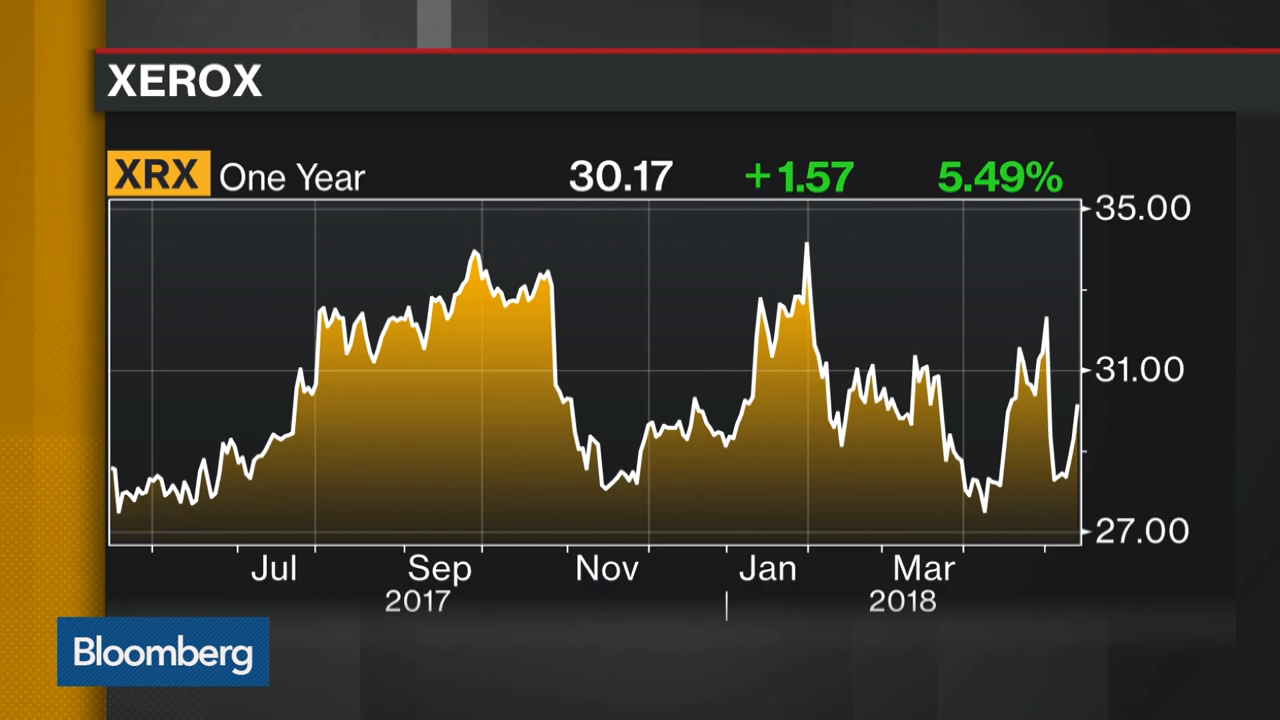 XEROX
XRX One Year 30.17 +1.57 5.49%
35.00
31.00
27.00
Jul Sep Nov Jan Mar
2017 2018
Bloomberg